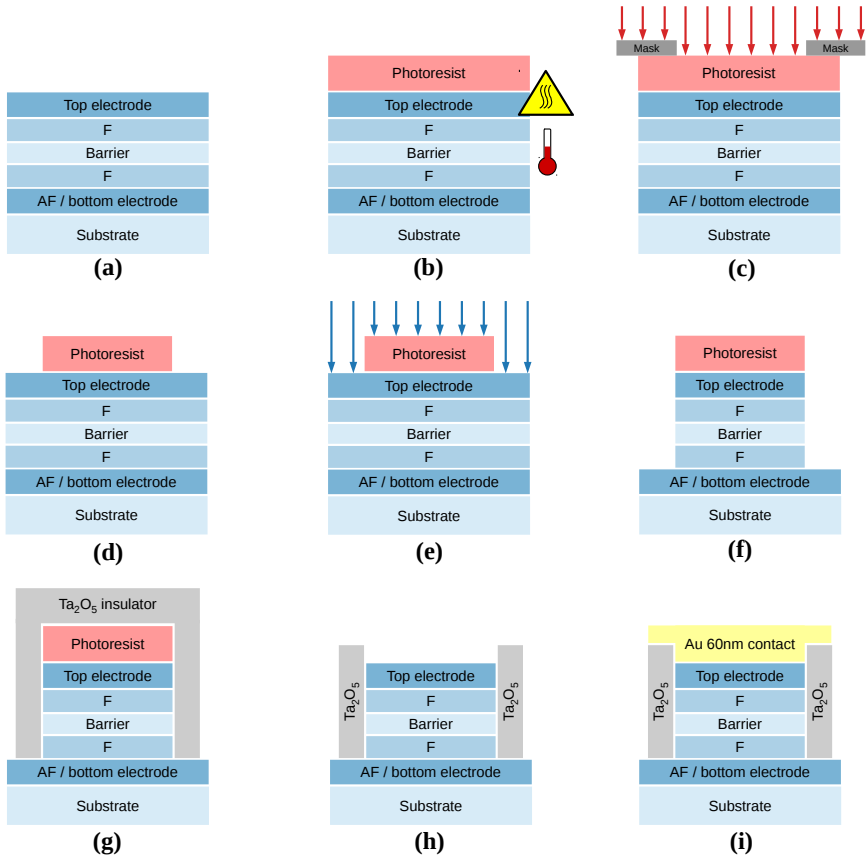 Top electrode
F
Barrier
F
AF / bottom electrode
Substrate
(a)
Photoresist
Top electrode
F
Barrier
F
AF / bottom electrode
Substrate
(b)
Mask
Mask
Photoresist
Top electrode
F
Barrier
F
AF / bottom electrode
Substrate
(c)
Photoresist
Top electrode
F
Barrier
F
AF / bottom electrode
Substrate
(d)
Photoresist
Top electrode
F
Barrier
F
AF / bottom electrode
Substrate
(e)
Photoresist
Top electrode
F
Barrier
F
AF / bottom electrode
Substrate
(f)
Ta₂O₅ insulator
Photoresist
Top electrode
F
Barrier
F
AF / bottom electrode
Substrate
(g)
Ta₂O₅
Ta₂O₅
Top electrode
F
Barrier
F
AF / bottom electrode
Substrate
(h)
Au 60nm contact
Ta₂O₅
Ta₂O₅
Top electrode
F
Barrier
F
AF / bottom electrode
Substrate
(i)